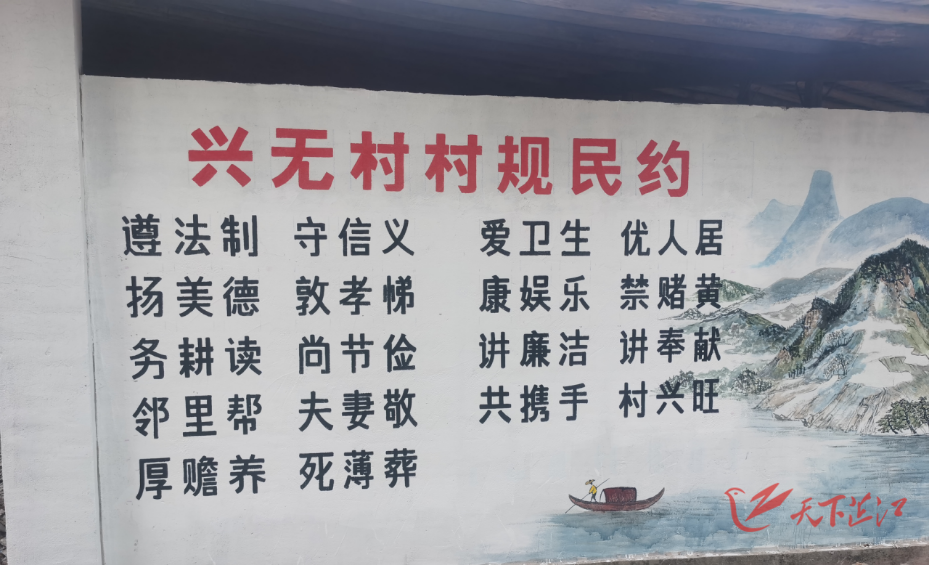 兴无村村规民约
遵法制 守信义
扬美德 敦孝悌
务耕读 尚节俭
邻里帮 夫妻敬
厚赡养 死薄葬
爱卫生 优人居
康娱乐 禁赌黄
讲廉洁 讲奉献
共携手 村兴旺
天下芷江